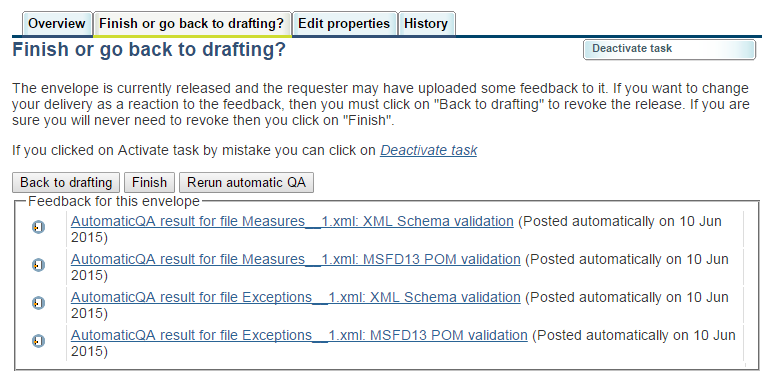 Overview Finish or go back to drafting? Edit properties History
Finish or go back to drafting? Deactivate task
The envelope is currently released and the requester may have uploaded some feedback to it. If you want to change
your delivery as a reaction to the feedback, then you must click on "Back to drafting" to revoke the release. If you are
sure you will never need to revoke then you click on "Finish".
If you clicked on Activate task by mistake you can click on Deactivate task
Back to drafting Finish Rerun automatic QA
Feedback for this envelope
AutomaticQA result for file Measures__1.xml: XML Schema validation (Posted automatically on 10 Jun
2015)
AutomaticQA result for file Measures__1.xml: MSFD13 POM validation (Posted automatically on 10 Jun
2015)
AutomaticQA result for file Exceptions__1.xml: XML Schema validation (Posted automatically on 10 Jun
2015)
AutomaticQA result for file Exceptions__1.xml: MSFD13 POM validation (Posted automatically on 10 Jun
2015)